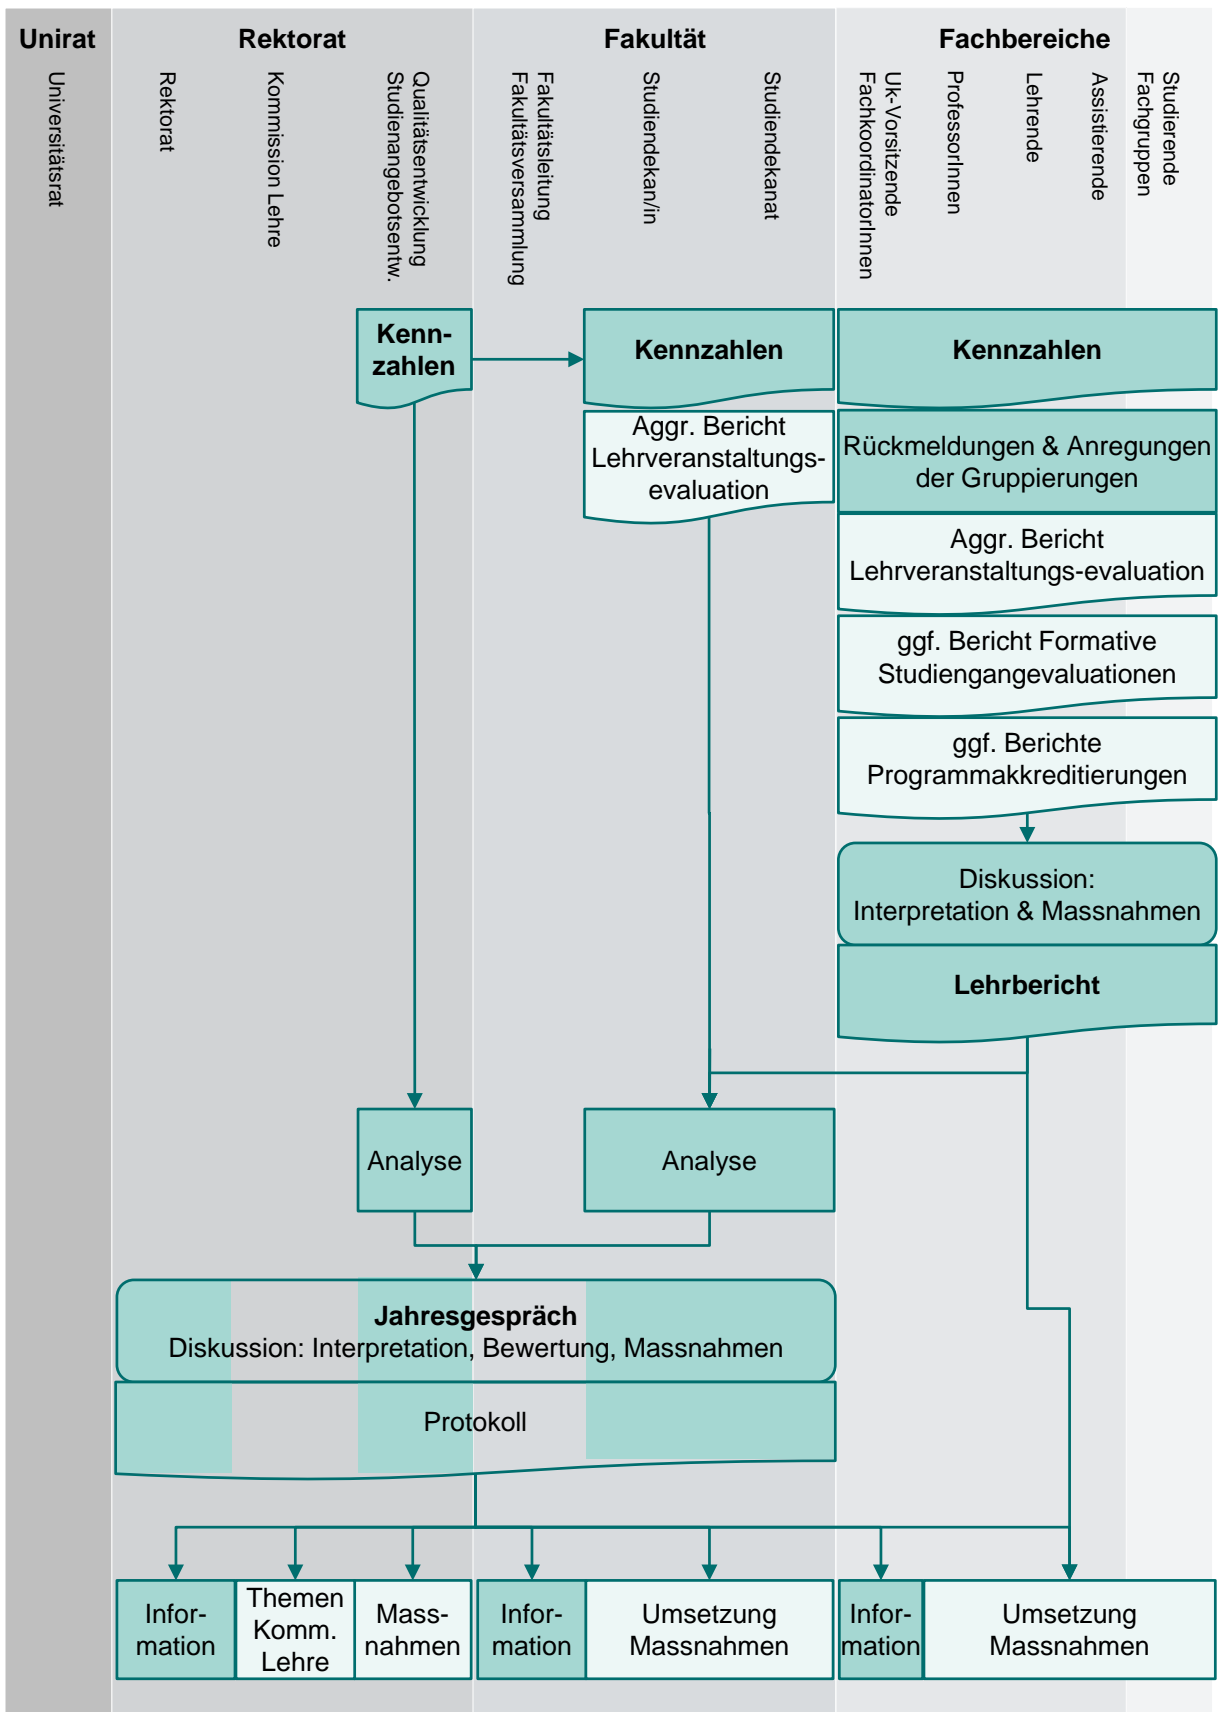 Unirat
Rektorat
Fakultät
Fachbereiche
Universitätsrat
Rektorat
Kommission Lehre
Qualitätsentwicklung
Studienangebotsentw.
Fakultätsleitung
Fakultätsversammlung
Studiendekan/in
Studiendekanat
Uk-Vorsitzende
FachkoordinatorInnen
ProfessorInnen
Lehrende
Assistierende
Studierende
Fachgruppen
Kenn-
zahlen
Kennzahlen
Kennzahlen
Aggr. Bericht
Lehrveranstaltungs-
evaluation
Rückmeldungen & Anregungen
der Gruppierungen
Aggr. Bericht
Lehrveranstaltungs-evaluation
ggf. Bericht Formative
Studiengangevaluationen
ggf. Berichte
Programmakkreditierungen
Diskussion:
Interpretation & Massnahmen
Lehrbericht
Analyse
Analyse
Jahresgespräch
Diskussion: Interpretation, Bewertung, Massnahmen
Protokoll
Infor-
mation
Themen
Komm.
Lehre
Mass-
nahmen
Infor-
mation
Umsetzung
Massnahmen
Infor-
mation
Umsetzung
Massnahmen